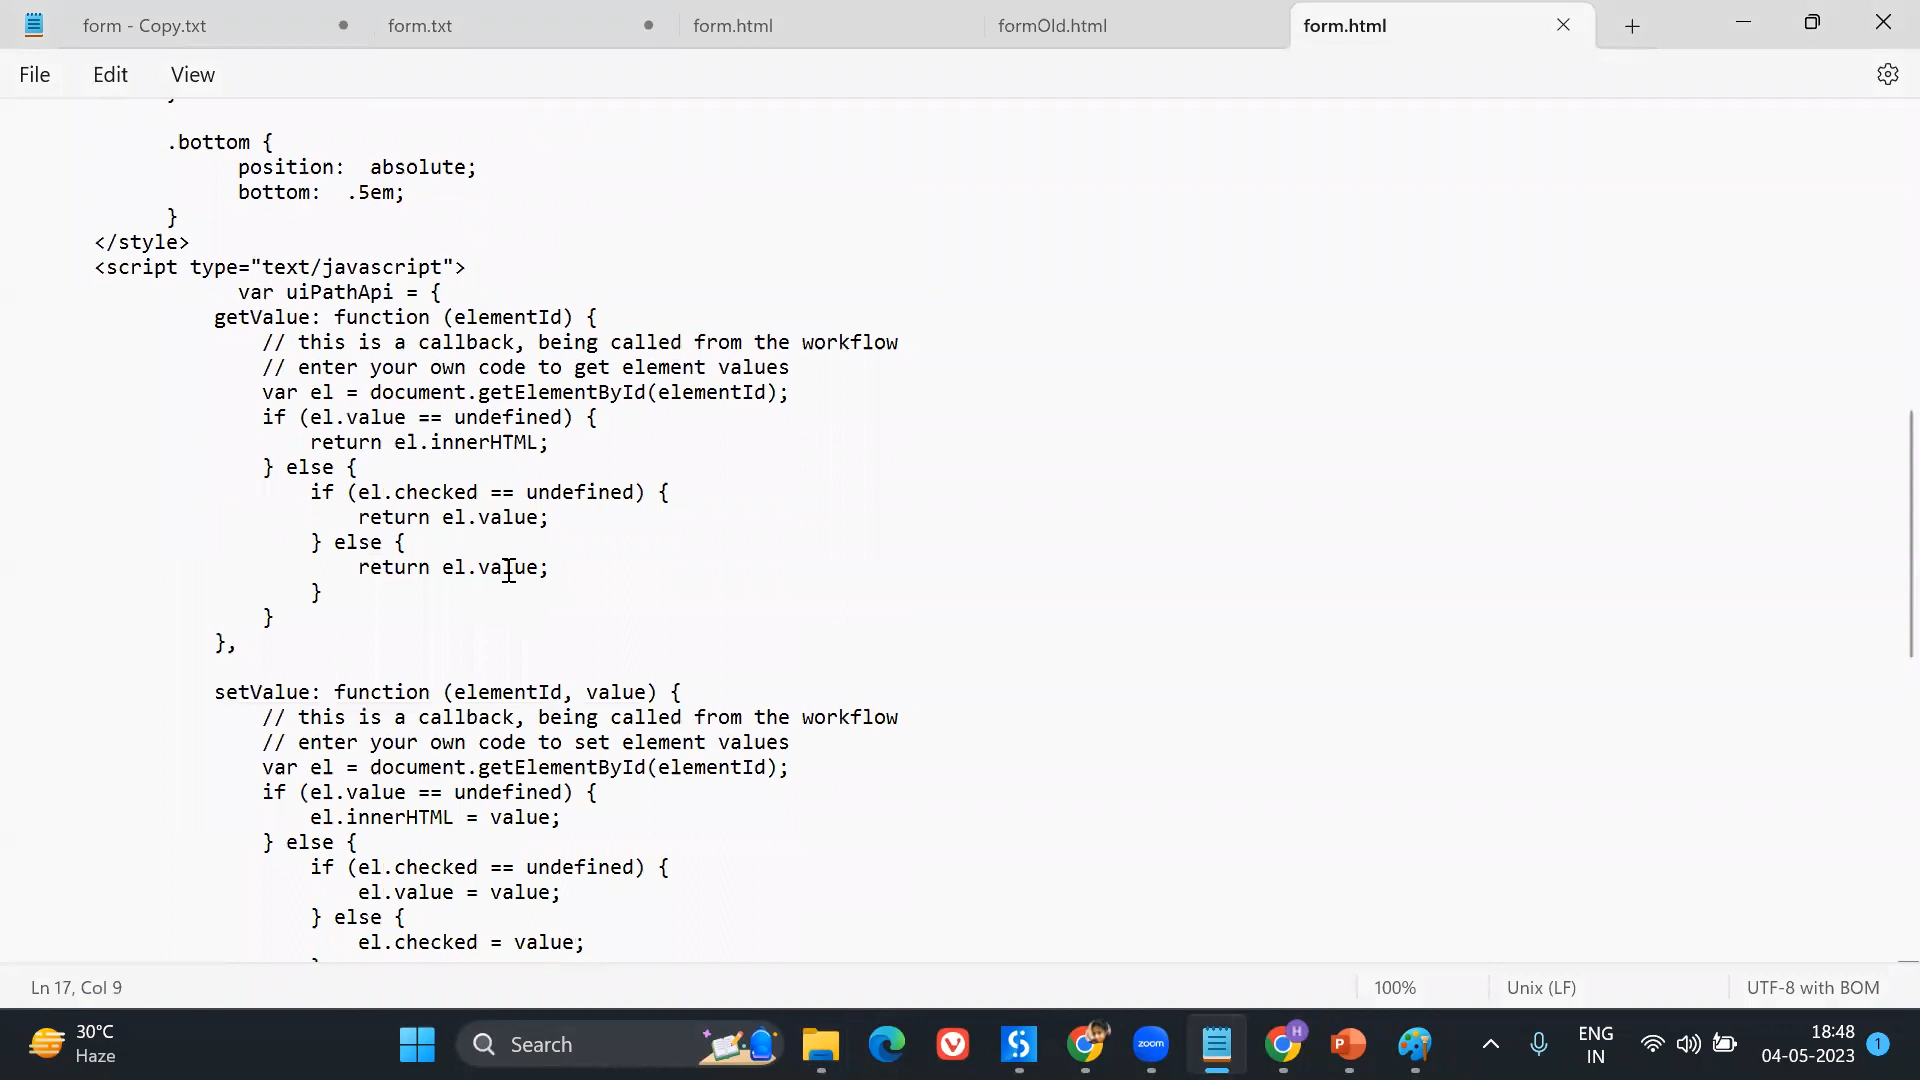 form - Copy.txt
form.txt
form.html
formOld.html
form.html
File Edit View
.bottom {
position:  absolute;
bottom:  .5em;
}
</style>
<script type="text/javascript">
var uiPathApi = {
getValue: function (elementId) {
// this is a callback, being called from the workflow
// enter your own code to get element values
var el = document.getElementById(elementId);
if (el.value == undefined) {
return el.innerHTML;
} else {
if (el.checked == undefined) {
return el.value;
} else {
return el.value;
}
}
},
setValue: function (elementId, value) {
// this is a callback, being called from the workflow
// enter your own code to set element values
var el = document.getElementById(elementId);
if (el.value == undefined) {
el.innerHTML = value;
} else {
if (el.checked == undefined) {
el.value = value;
} else {
el.checked = value;
Ln 17, Col 9
100%
Unix (LF)
UTF-8 with BOM
30°C
Haze
Search
zoom
H
P
ENG
IN
18:48
04-05-2023
1